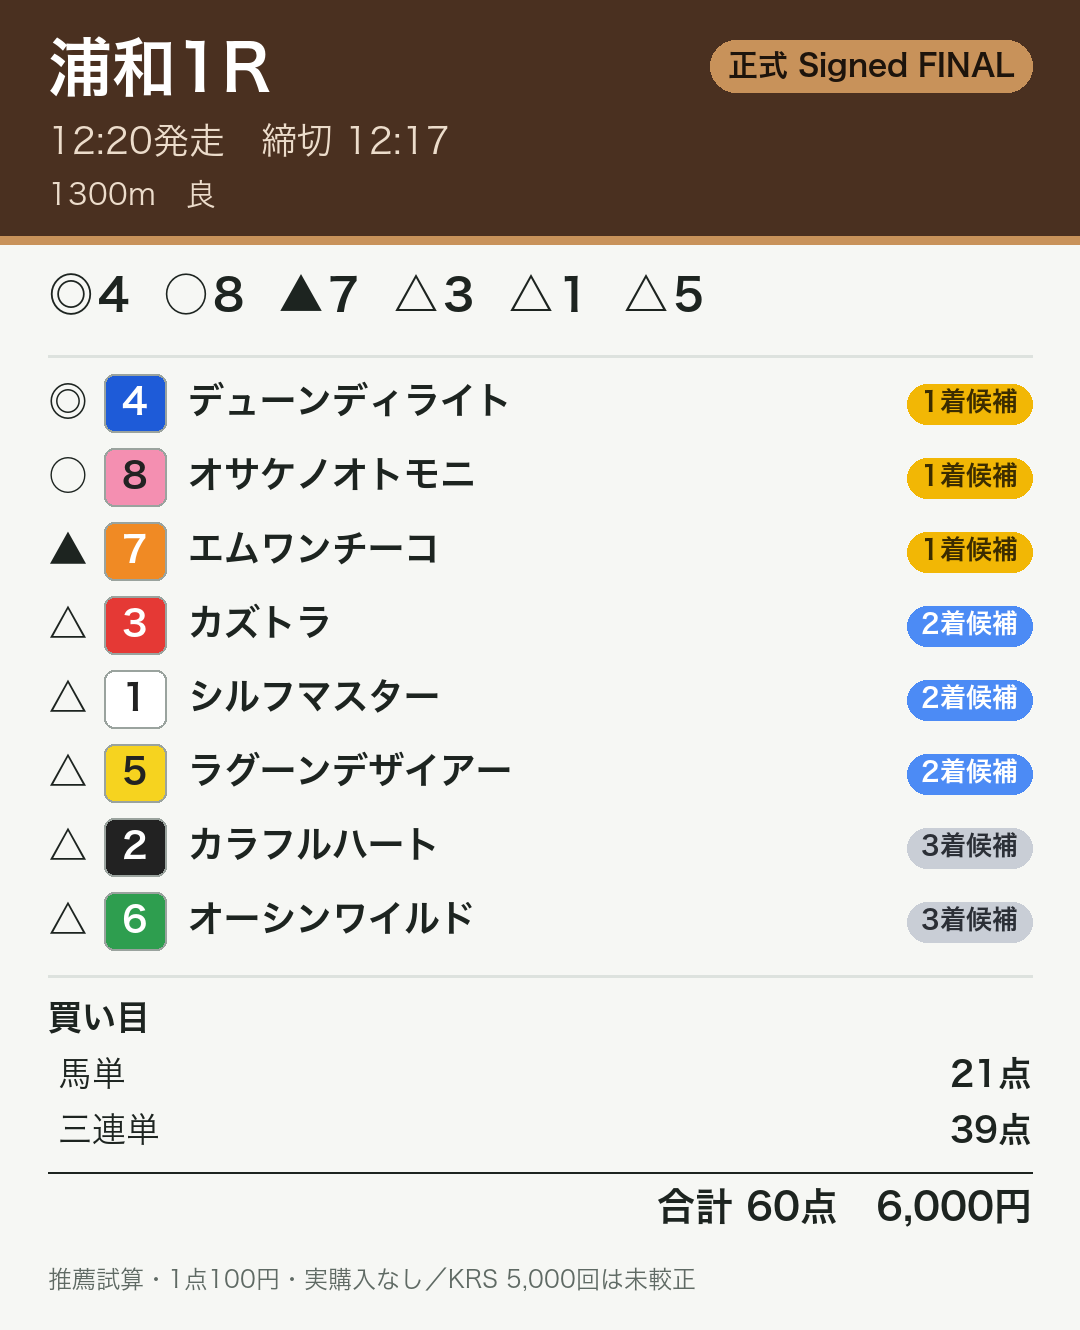 浦和1R 正式 Signed FINAL
12:20発走 締切 12:17
1300m 良
◎4 ○8 ▲7 △3 △1 △5
◎ 4 デューンディライト 1着候補
○ 8 オサケノオトモニ 1着候補
▲ 7 エムワンチーコ 1着候補
△ 3 カズトラ 2着候補
△ 1 シルフマスター 2着候補
△ 5 ラグーンデザイアー 2着候補
△ 2 カラフルハート 3着候補
△ 6 オーシンワイルド 3着候補
買い目
馬単 21点
三連単 39点
合計 60点 6,000円
推薦試算・1点100円・実購入なし／KRS 5,000回は未較正